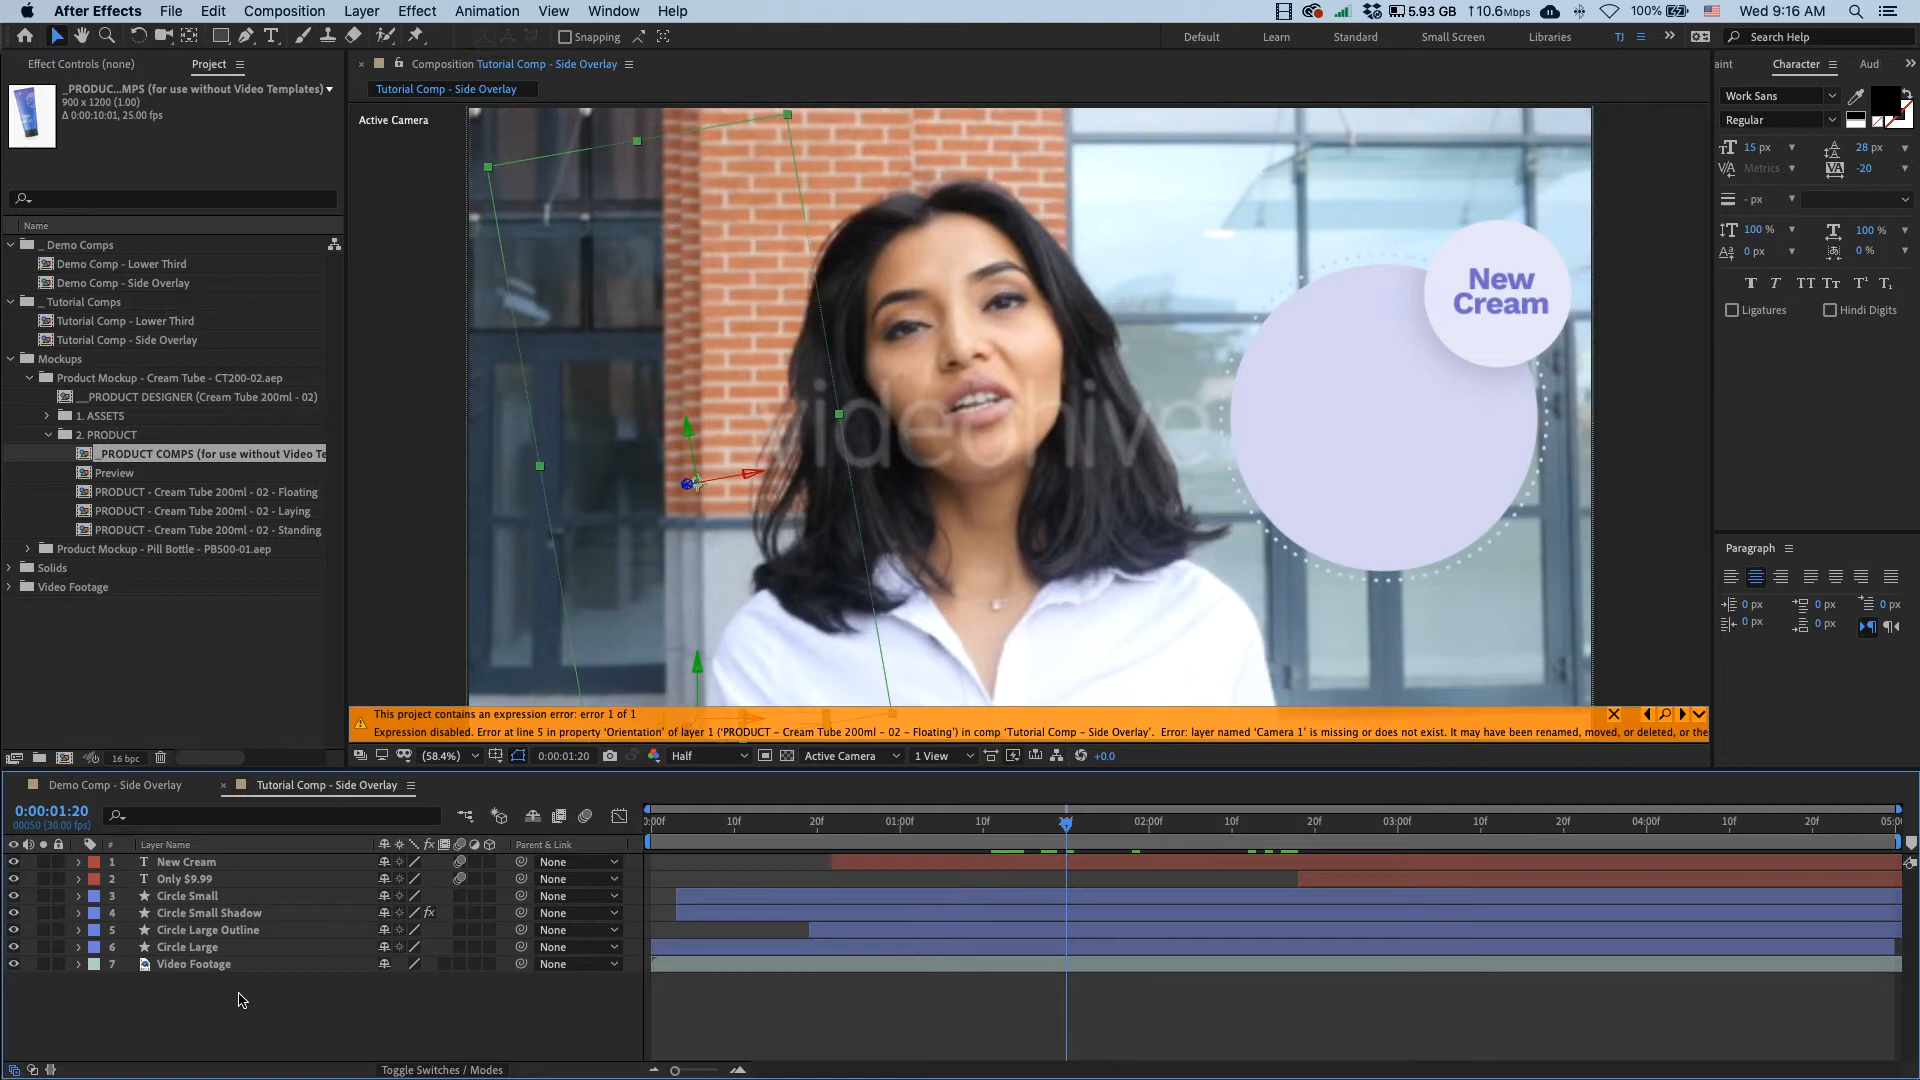 After Effects File Edit Composition Layer Effect Animation View Window Help 5.93 GB 10.6Mbps 100% Wed 9:16 AM
Snapping Default Learn Standard Small Screen Libraries TJ Search Help
Effect Controls (none) Project
Composition Tutorial Comp - Side Overlay
aint Character Aud
_PRODUC...MPS (for use without Video Templates)
900 x 1200 (1.00)
Δ 0:00:10:01, 25.00 fps
Tutorial Comp - Side Overlay
Active Camera
Work Sans
Regular
15 px 28 px
Metrics -20
- px
100 % 100 %
0 px 0 %
T T TT Tt T¹ T₁
Ligatures Hindi Digits
Name
_ Demo Comps
Demo Comp - Lower Third
Demo Comp - Side Overlay
_ Tutorial Comps
Tutorial Comp - Lower Third
Tutorial Comp - Side Overlay
Mockups
Product Mockup - Cream Tube - CT200-02.aep
__PRODUCT DESIGNER (Cream Tube 200ml - 02)
1. ASSETS
2. PRODUCT
_PRODUCT COMPS (for use without Video Te
Preview
PRODUCT - Cream Tube 200ml - 02 - Floating
PRODUCT - Cream Tube 200ml - 02 - Laying
PRODUCT - Cream Tube 200ml - 02 - Standing
Product Mockup - Pill Bottle - PB500-01.aep
Solids
Video Footage
New
Cream
videohive
Paragraph
0 px 0 px 0 px
0 px 0 px
This project contains an expression error: error 1 of 1
Expression disabled. Error at line 5 in property 'Orientation' of layer 1 ('PRODUCT - Cream Tube 200ml - 02 - Floating') in comp 'Tutorial Comp - Side Overlay'. Error: layer named 'Camera 1' is missing or does not exist. It may have been renamed, moved, or deleted, or the
16 bpc
(58.4%) 0:00:01:20 Half Active Camera 1 View +0.0
Demo Comp - Side Overlay Tutorial Comp - Side Overlay
0:00:01:20
00050 (30.00 fps)
0:00f 10f 20f 01:00f 10f 20f 02:00f 10f 20f 03:00f 10f 20f 04:00f 10f 20f 05:00
# Layer Name fx Parent & Link
1 T New Cream None
2 T Only $9.99 None
3 Circle Small None
4 Circle Small Shadow fx None
5 Circle Large Outline None
6 Circle Large None
7 Video Footage None
Toggle Switches / Modes